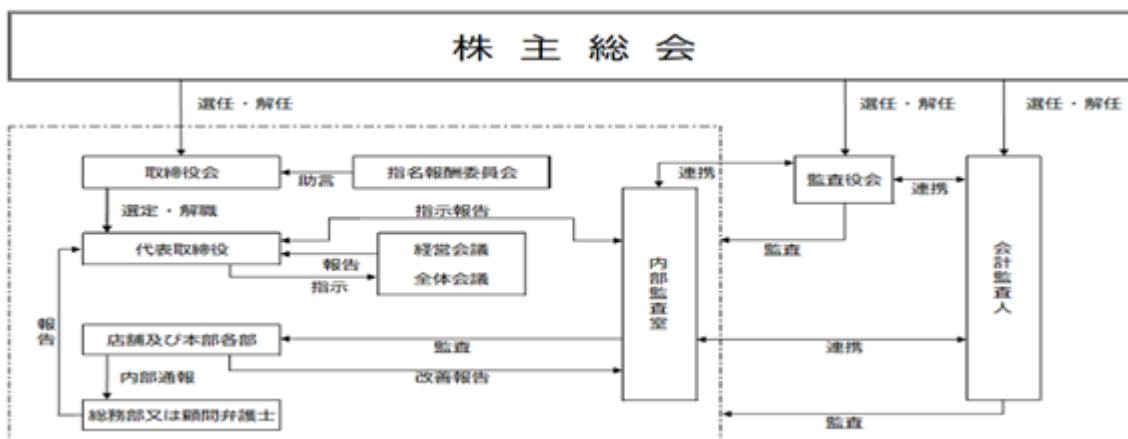 株主総会
選任・解任
選任・解任
選任・解任
取締役会
助言
指名報酬委員会
連携
監査役会
連携
選定・解職
指示報告
監査
代表取締役
報告
経営会議
全体会議
指示
内部監査室
会計監査人
報告
店舗及び本部各部
監査
連携
内部通報
改善報告
総務部又は顧問弁護士
監査